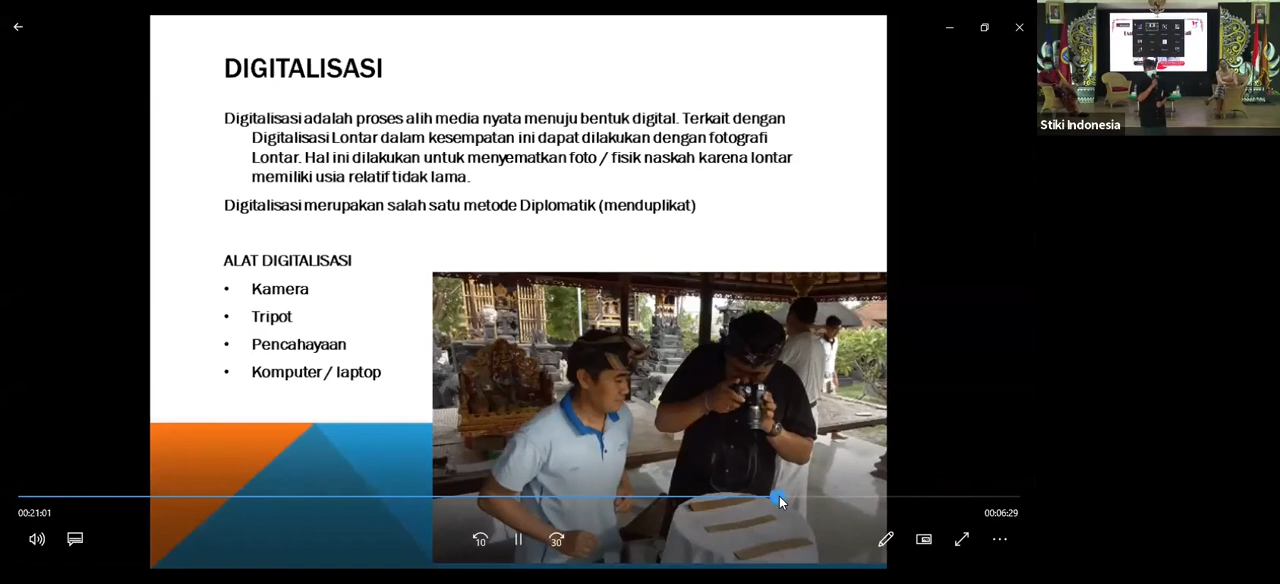 DIGITALISASI
Digitalisasi adalah proses alih media nyata menuju bentuk digital. Terkait dengan
Digitalisasi Lontar dalam kesempatan ini dapat dilakukan dengan fotografi
Lontar. Hal ini dilakukan untuk menyematkan foto / fisik naskah karena lontar
memiliki usia relatif tidak lama.
Digitalisasi merupakan salah satu metode Diplomatik (menduplikat)
ALAT DIGITALISASI
• Kamera
• Tripot
• Pencahayaan
• Komputer / laptop
Stiki Indonesia
00:21:01
00:06:29
10
30